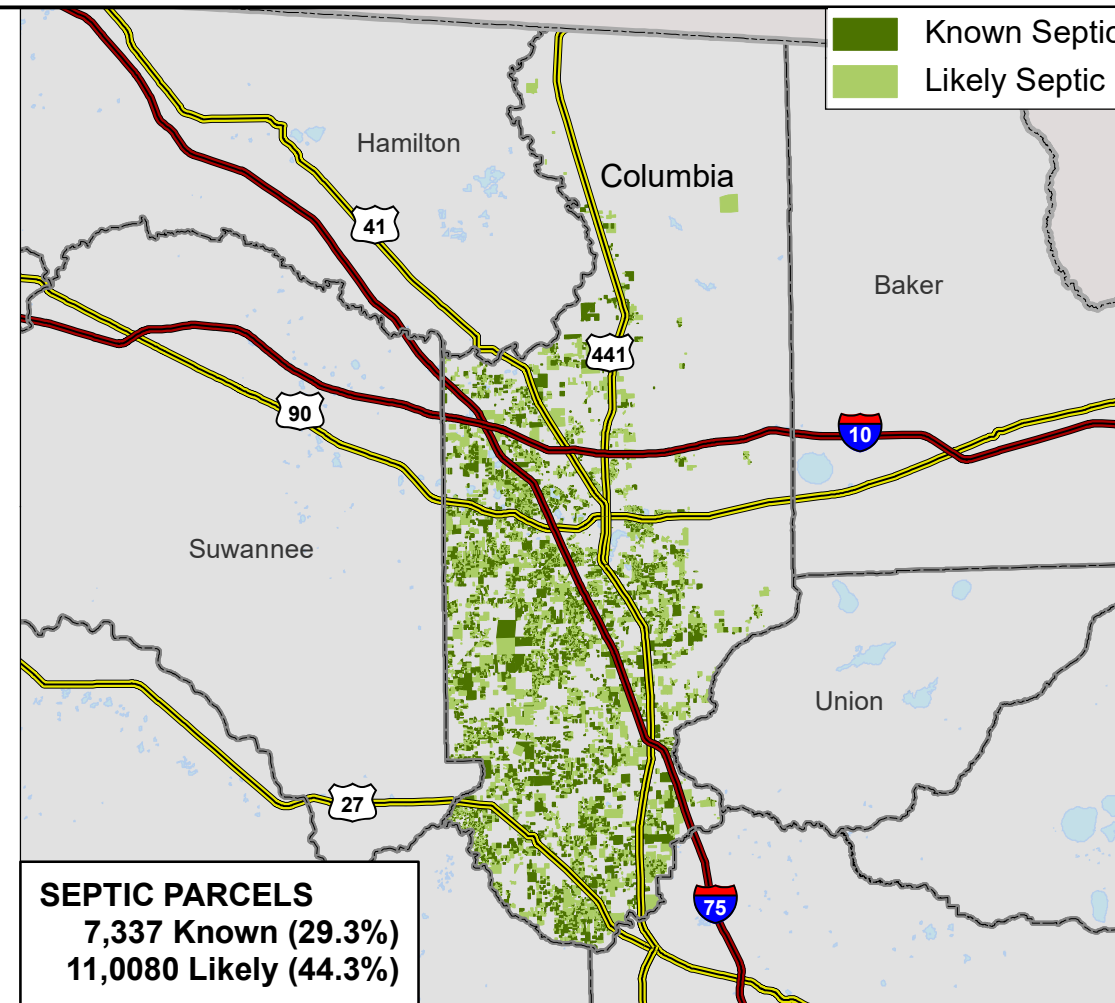 Known Septic
Likely Septic
Hamilton
Columbia
41
Baker
441
90
10
Suwannee
Union
27
SEPTIC PARCELS
7,337 Known (29.3%)
11,0080 Likely (44.3%)
75